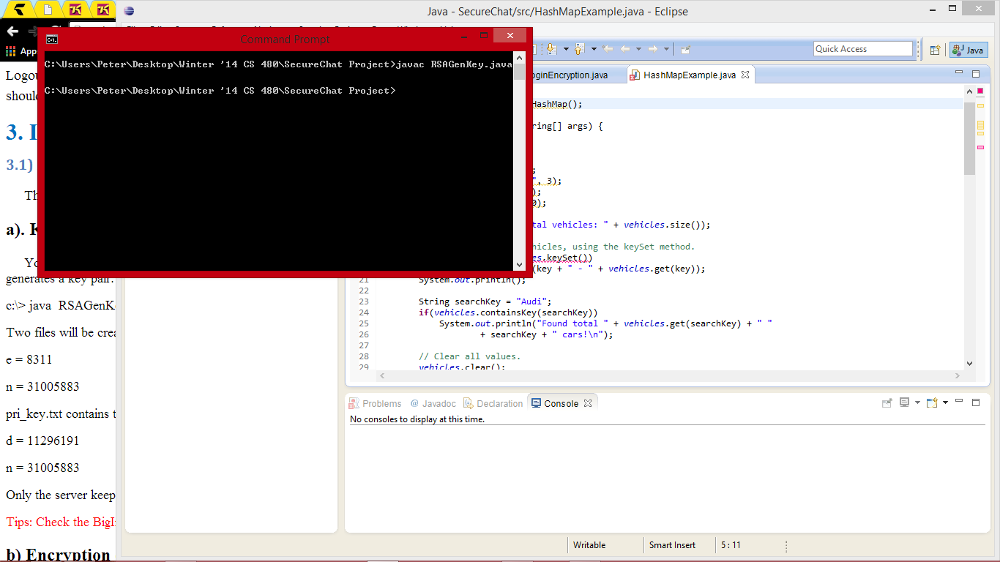 Java - SecureChat/src/HashMapExample.java - Eclipse
Command Prompt
C:\Users\Peter\Desktop\Winter '14 CS 480\SecureChat Project>javac RSAGenKey.java
C:\Users\Peter\Desktop\Winter '14 CS 480\SecureChat Project>
Apps
Logou
shoul
3. I
3.1)
Th
a). K
Yo
generates a key pair.
c:\> java RSAGenK
Two files will be crea
e = 8311
n = 31005883
pri_key.txt contains t
d = 11296191
n = 31005883
Only the server keep
Tips: Check the BigI
b) Encryption
Quick Access
Java
oginEncryption.java
HashMapExample.java
HashMap();
ring[] args) {
;
", 3);
);
0);
tal vehicles: " + vehicles.size());
hicles, using the keySet method.
es.keySet())
(key + " - " + vehicles.get(key));
21 System.out.println();
22
23 String searchKey = "Audi";
24 if(vehicles.containsKey(searchKey))
25 System.out.println("Found total " + vehicles.get(searchKey) + " "
26 + searchKey + " cars!\n");
27
28 // Clear all values.
29 vehicles.clear();
Problems @ Javadoc Declaration Console
No consoles to display at this time.
Writable Smart Insert 5 : 11